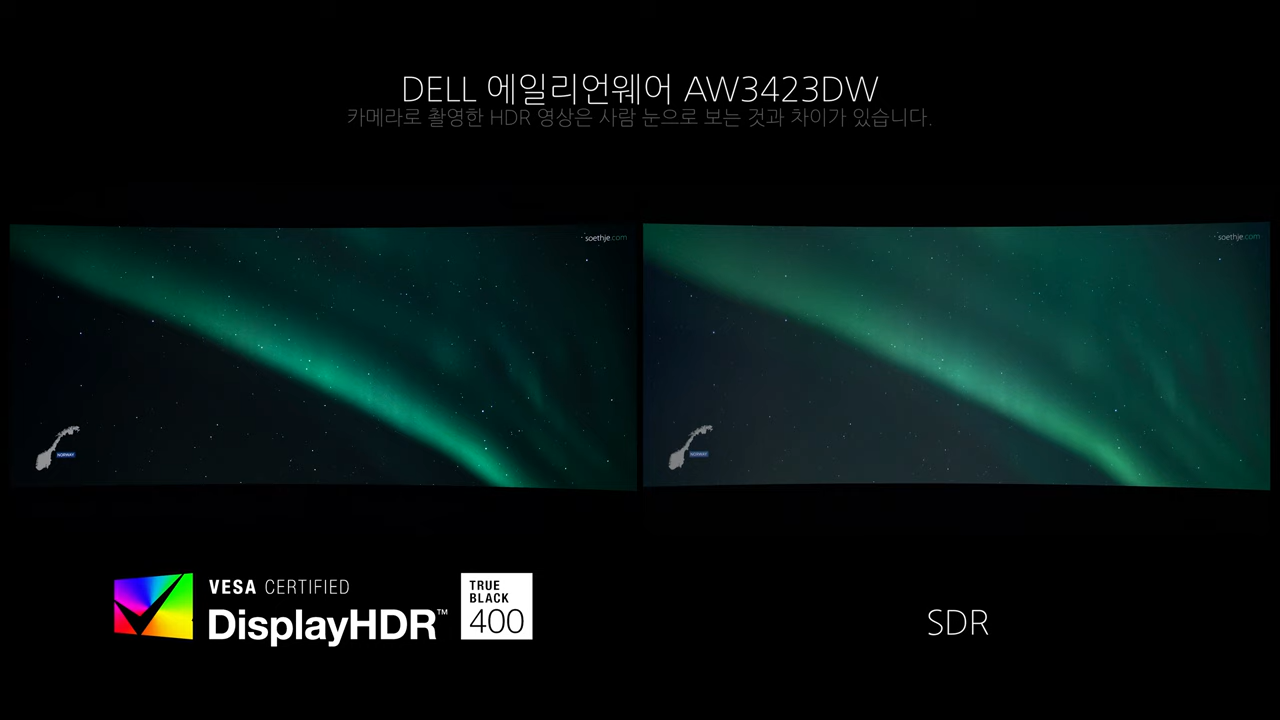 DELL 에일리언웨어 AW3423DW
카메라로 촬영한 HDR 영상은 사람 눈으로 보는 것과 차이가 있습니다.
soethje.com
soethje.com
NORWAY
NORWAY
VESA CERTIFIED
DisplayHDR™
TRUE
BLACK
400
SDR